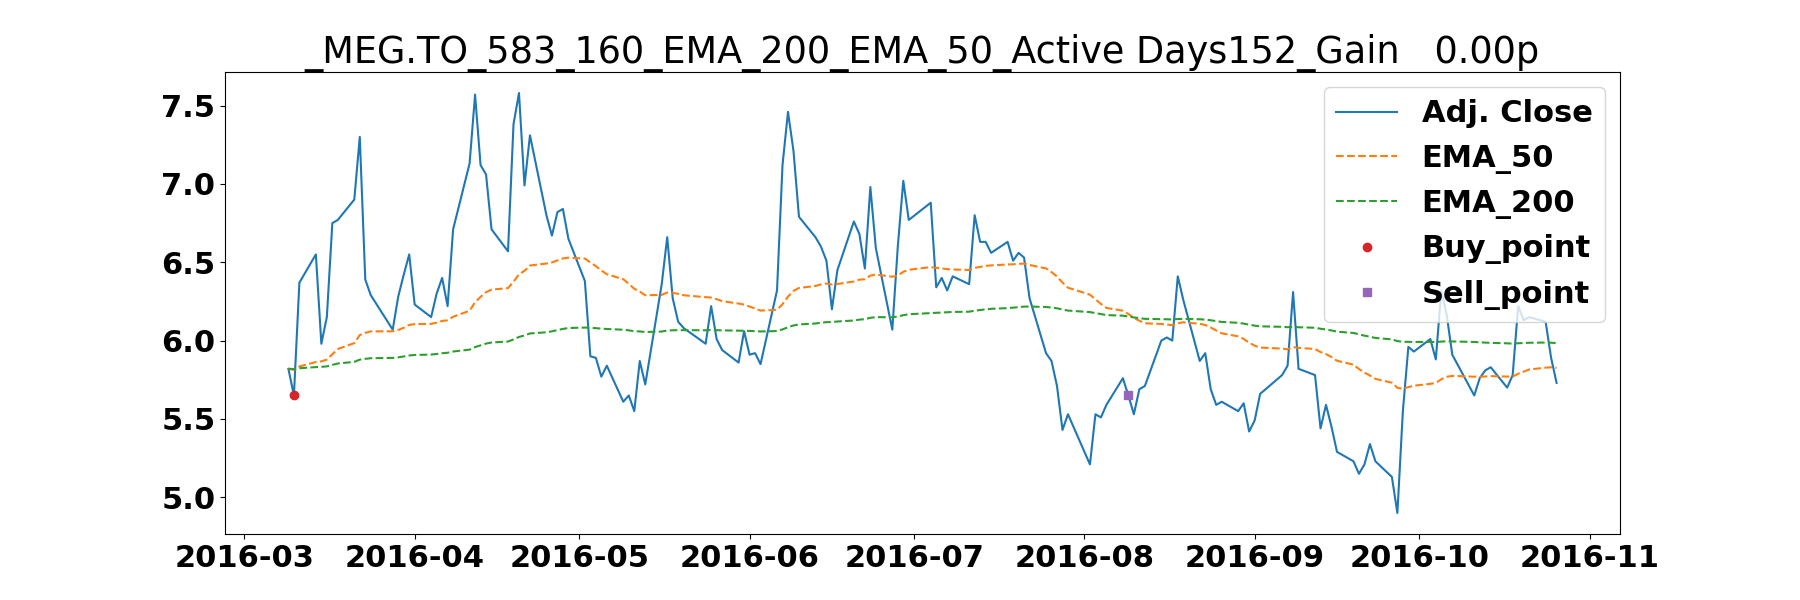 _MEG.TO_583_160_EMA_200_EMA_50_Active Days152_Gain   0.00p
7.5
7.0
6.5
6.0
5.5
5.0
Adj. Close
EMA_50
EMA_200
Buy_point
Sell_point
2016-03 2016-04 2016-05 2016-06 2016-07 2016-08 2016-09 2016-10 2016-11